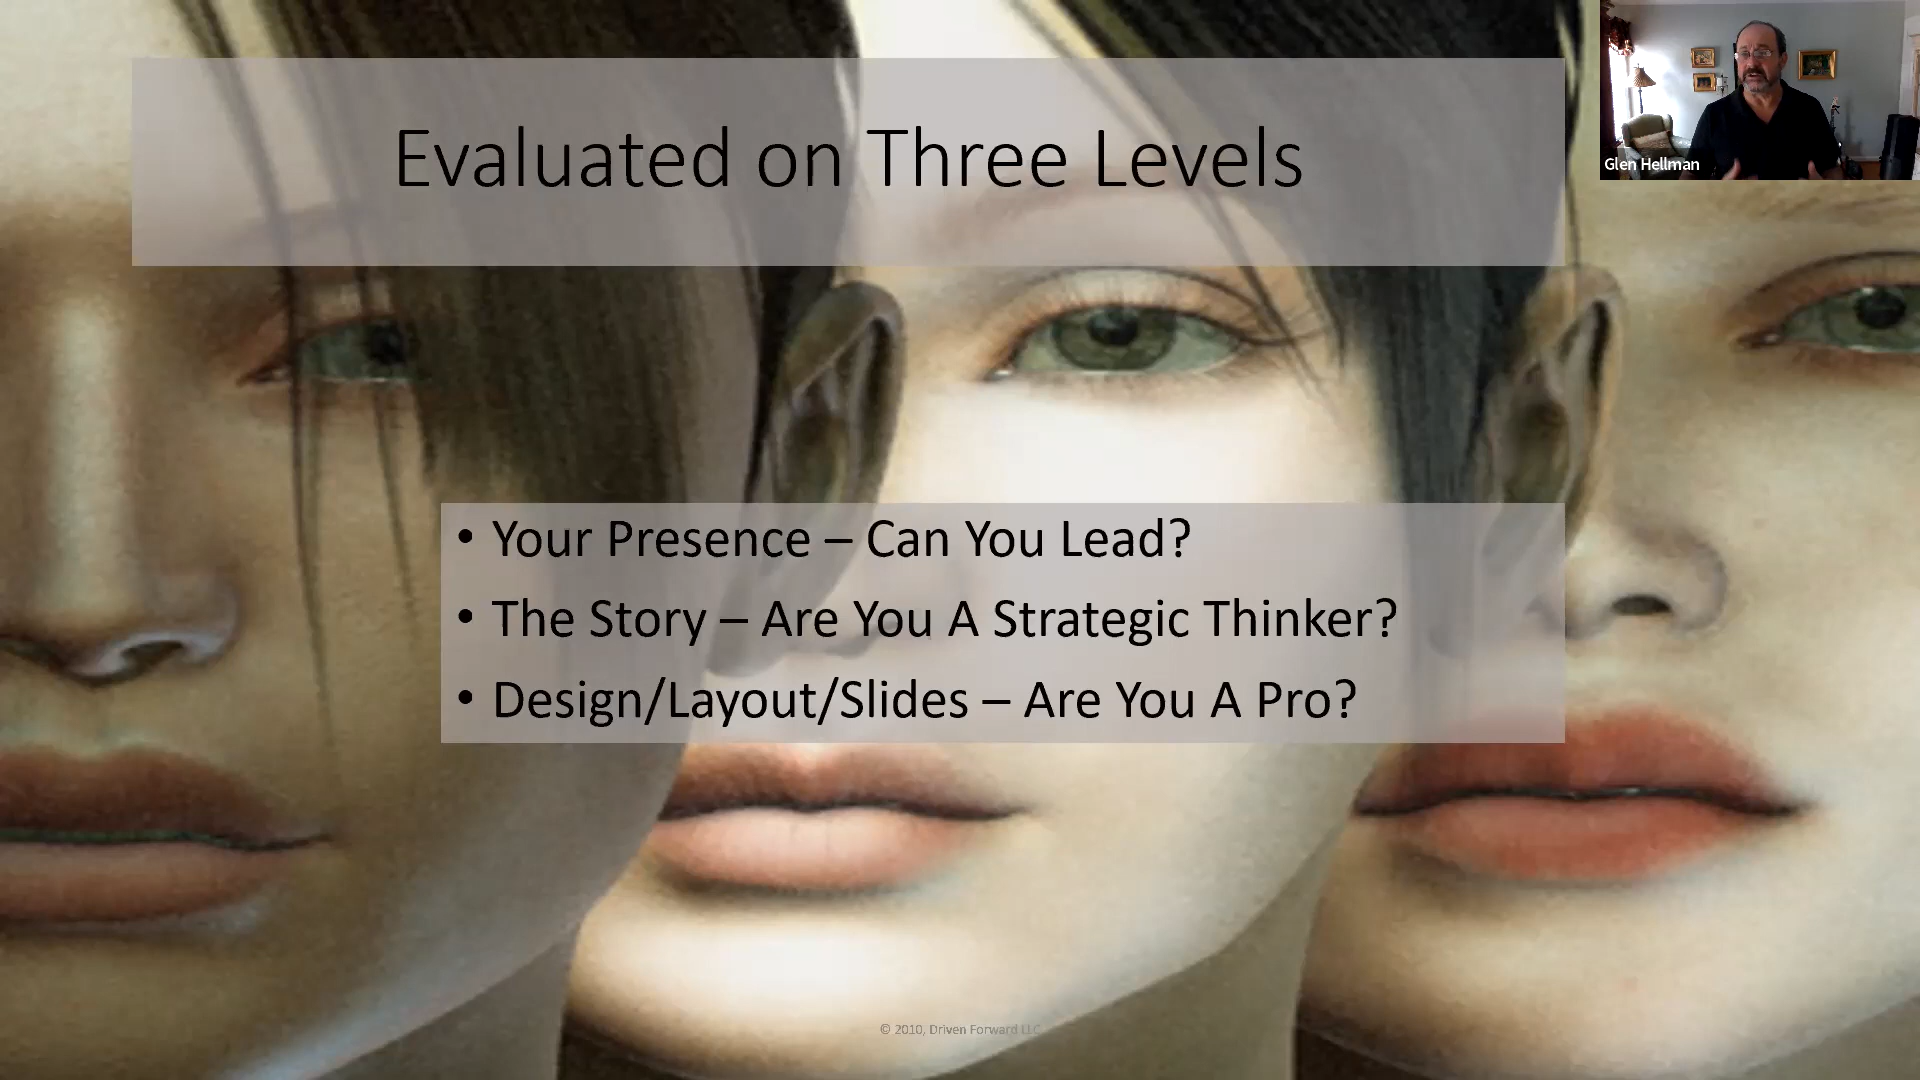 Evaluated on Three Levels
Glen Hellman
• Your Presence – Can You Lead?
• The Story – Are You A Strategic Thinker?
• Design/Layout/Slides – Are You A Pro?
© 2010, Driven Forward LLC